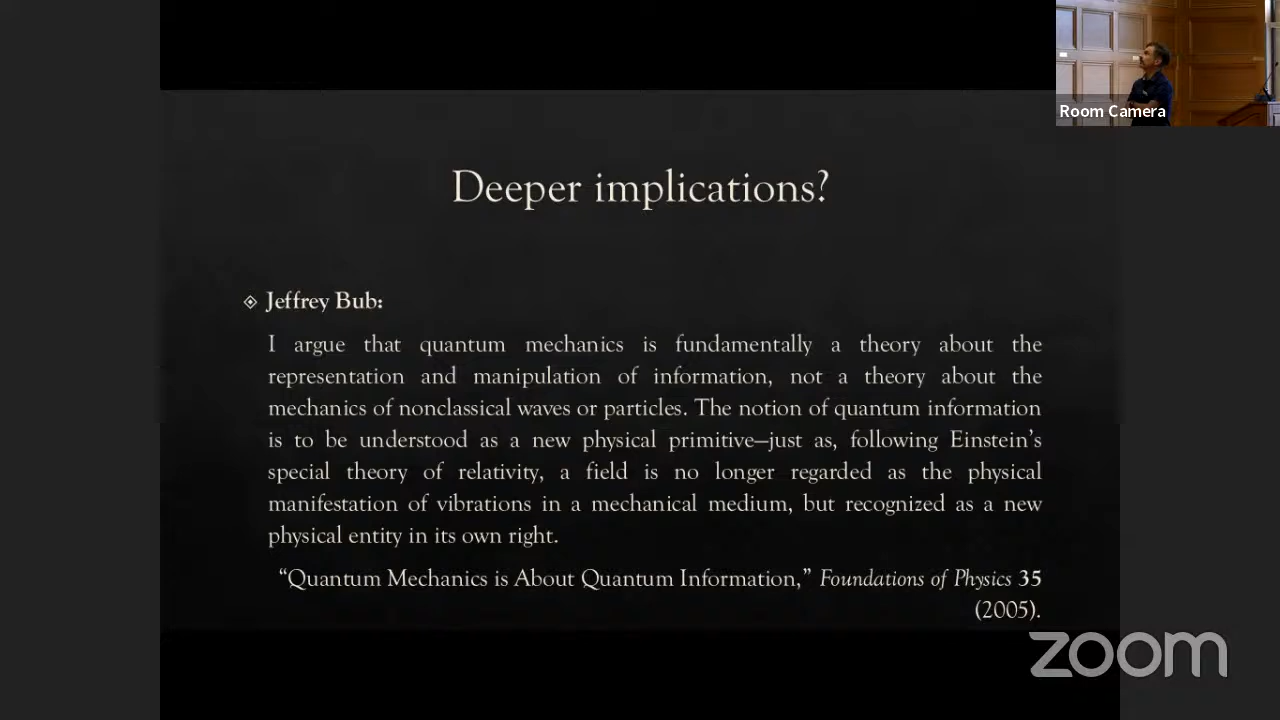 Room Camera
Deeper implications?
Jeffrey Bub:
I argue that quantum mechanics is fundamentally a theory about the
representation and manipulation of information, not a theory about the
mechanics of nonclassical waves or particles. The notion of quantum information
is to be understood as a new physical primitive—just as, following Einstein's
special theory of relativity, a field is no longer regarded as the physical
manifestation of vibrations in a mechanical medium, but recognized as a new
physical entity in its own right.
“Quantum Mechanics is About Quantum Information,” Foundations of Physics 35
(2005).
zoom